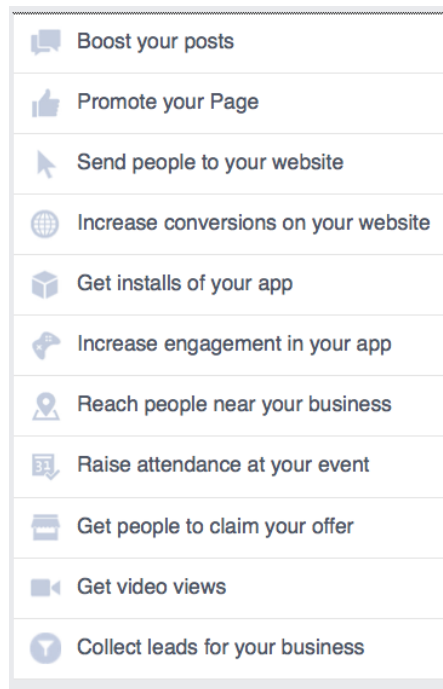 Boost your posts
Promote your Page
Send people to your website
Increase conversions on your website
Get installs of your app
Increase engagement in your app
Reach people near your business
31
Raise attendance at your event
Get people to claim your offer
Get video views
Collect leads for your business